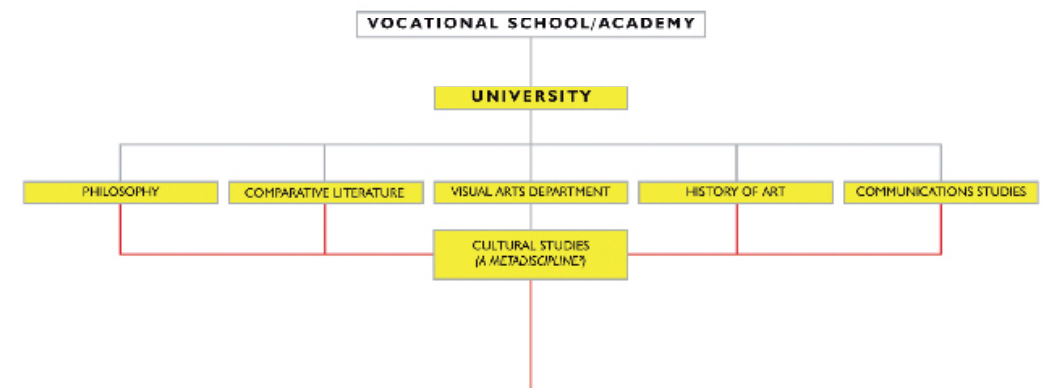 VOCATIONAL SCHOOL/ACADEMY
UNIVERSITY
PHILOSOPHY
COMPARATIVE LITERATURE
VISUAL ARTS DEPARTMENT
HISTORY OF ART
COMMUNICATIONS STUDIES
CULTURAL STUDIES
(A METADISCIPLINE?)